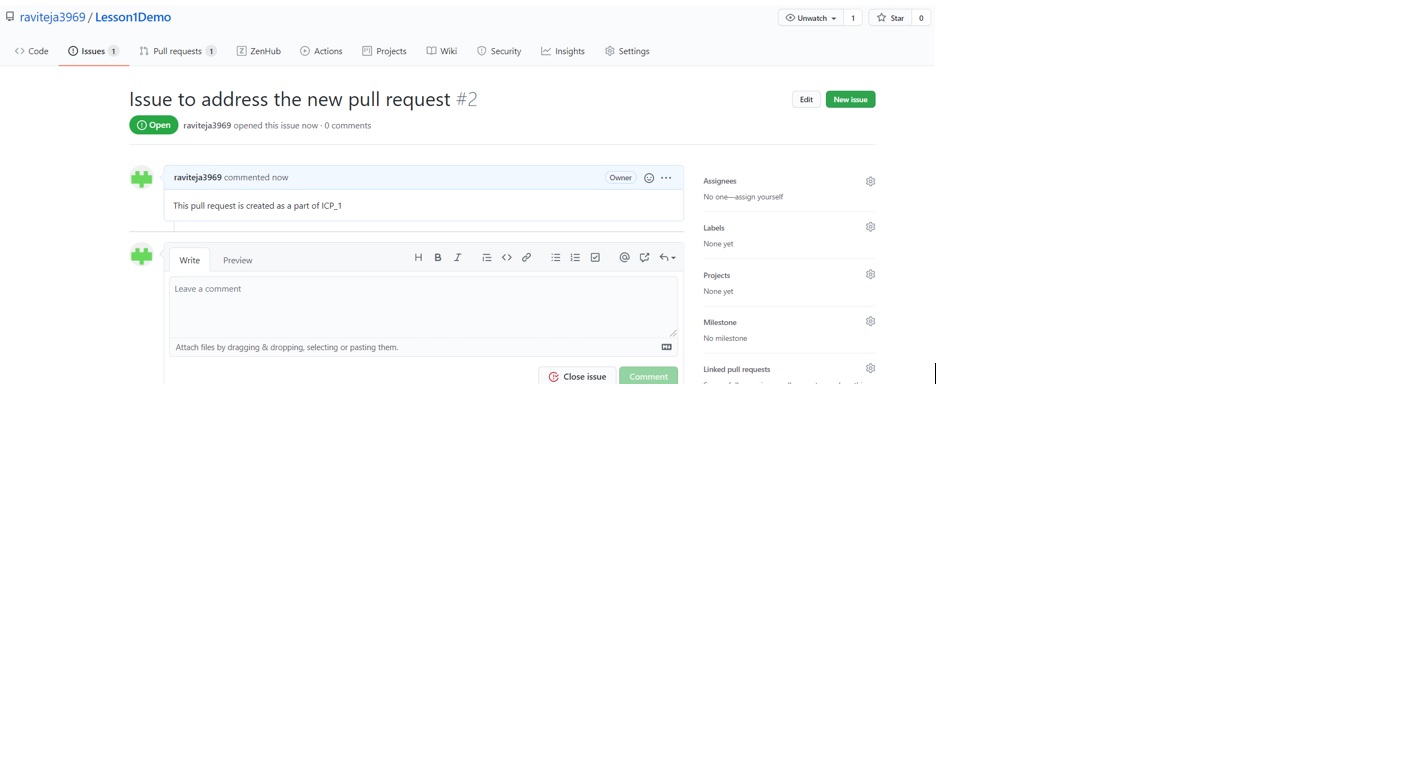 raviteja3969 / Lesson1Demo
Unwatch 1 Star 0
Code Issues 1 Pull requests 1 ZenHub Actions Projects Wiki Security Insights Settings
Issue to address the new pull request #2
Edit New issue
Open raviteja3969 opened this issue now · 0 comments
raviteja3969 commented now
Owner
This pull request is created as a part of ICP_1
Write Preview
H B I
Leave a comment
Attach files by dragging & dropping, selecting or pasting them.
Close issue Comment
Assignees
No one—assign yourself
Labels
None yet
Projects
None yet
Milestone
No milestone
Linked pull requests